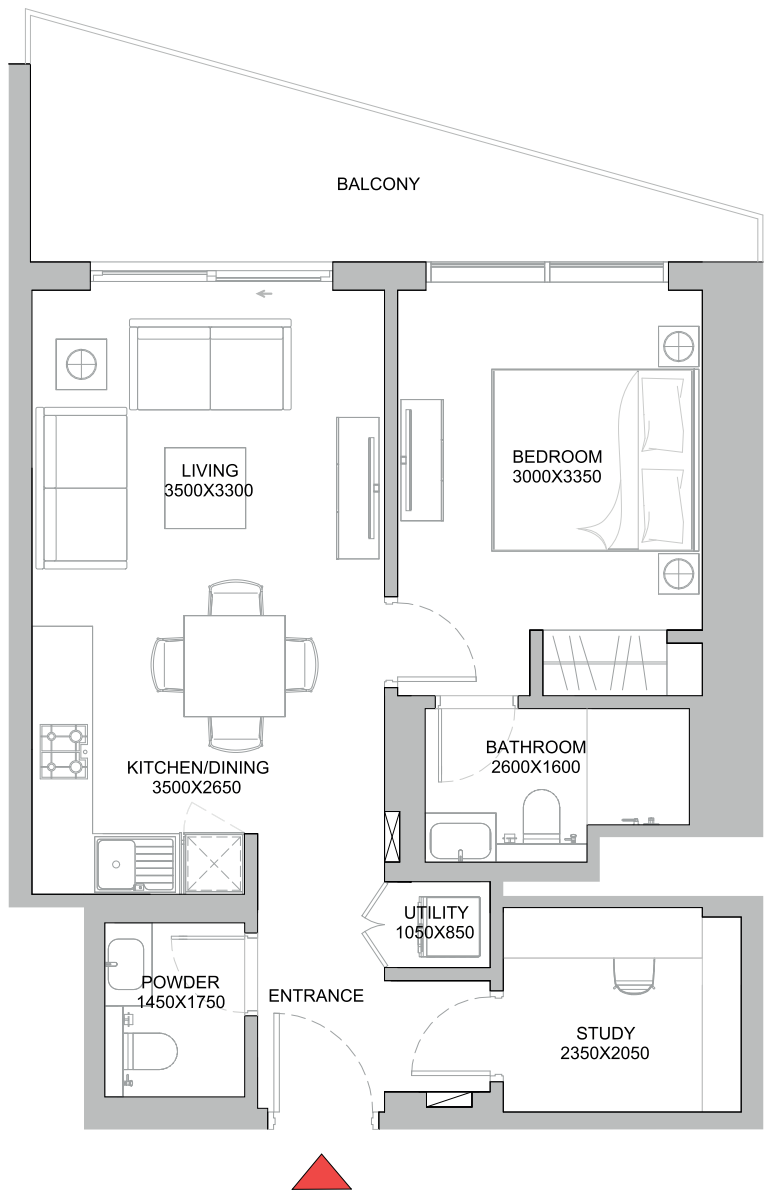 BALCONY
LIVING
3500X3300
BEDROOM
3000X3350
KITCHEN/DINING
3500X2650
BATHROOM
2600X1600
UTILITY
1050X850
POWDER
1450X1750
ENTRANCE
STUDY
2350X2050